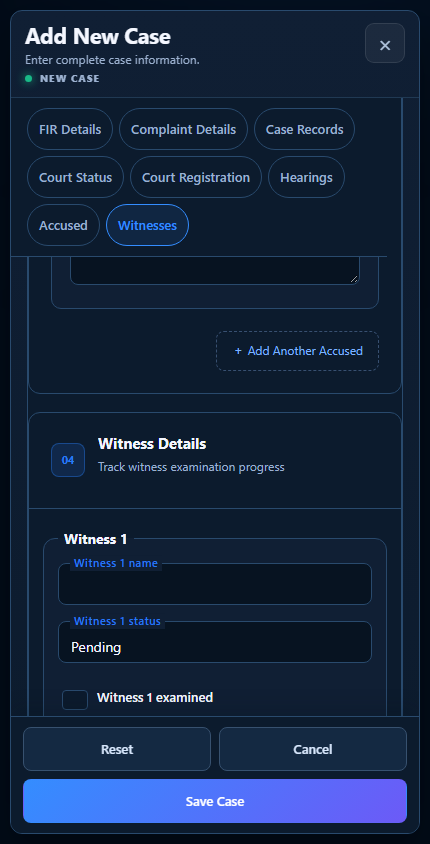 Add New Case
Enter complete case information.
NEW CASE
FIR Details
Complaint Details
Case Records
Court Status
Court Registration
Hearings
Accused
Witnesses
+ Add Another Accused
04
Witness Details
Track witness examination progress
Witness 1
Witness 1 name
Witness 1 status
Pending
Witness 1 examined
Reset
Cancel
Save Case